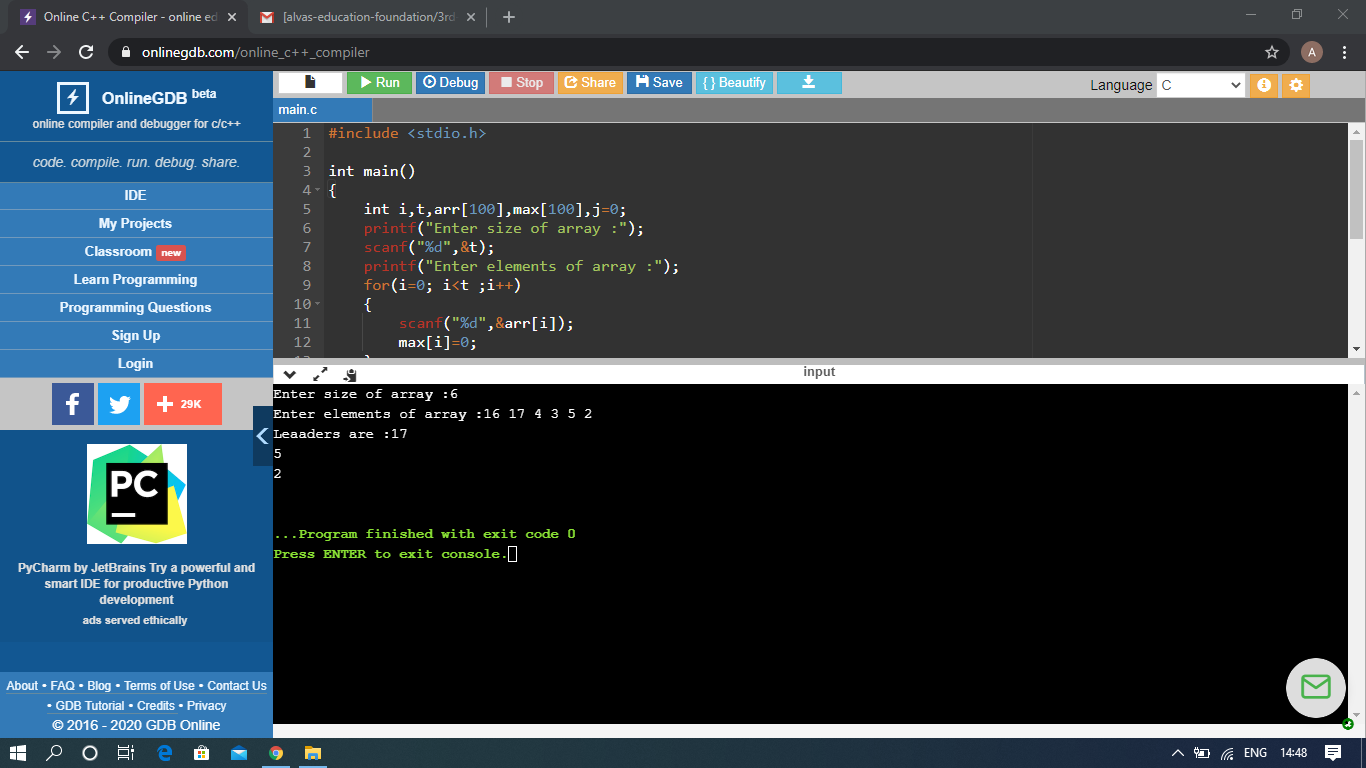 Online C++ Compiler - online ed
[alvas-education-foundation/3rd
onlinegdb.com/online_c++_compiler
A
OnlineGDB beta
online compiler and debugger for c/c++
code. compile. run. debug. share.
IDE
My Projects
Classroom new
Learn Programming
Programming Questions
Sign Up
Login
29K
PC
PyCharm by JetBrains Try a powerful and
smart IDE for productive Python
development
ads served ethically
About • FAQ • Blog • Terms of Use • Contact Us
• GDB Tutorial • Credits • Privacy
© 2016 - 2020 GDB Online
Run Debug Stop Share Save { } Beautify
Language C
main.c
1 #include <stdio.h>
2
3 int main()
4 {
5 int i,t,arr[100],max[100],j=0;
6 printf("Enter size of array :");
7 scanf("%d",&t);
8 printf("Enter elements of array :");
9 for(i=0; i<t ;i++)
10 {
11 scanf("%d",&arr[i]);
12 max[i]=0;
input
Enter size of array :6
Enter elements of array :16 17 4 3 5 2
Leaaders are :17
5
2
...Program finished with exit code 0
Press ENTER to exit console.
ENG 14:48